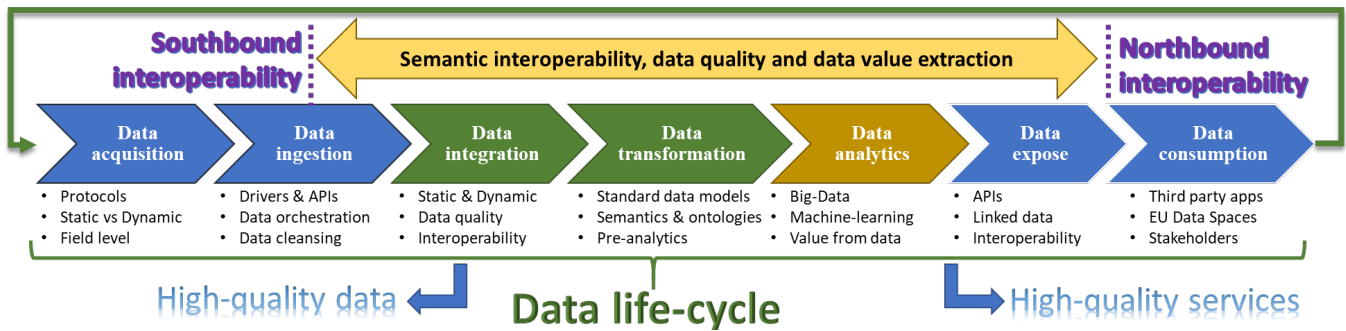 Southbound
interoperability
Semantic interoperability, data quality and data value extraction
Northbound
interoperability
Data
acquisition
Data
ingestion
Data
integration
Data
transformation
Data
analytics
Data
expose
Data
consumption
• Protocols
• Static vs Dynamic
• Field level
• Drivers & APIs
• Data orchestration
• Data cleansing
• Static & Dynamic
• Data quality
• Interoperability
• Standard data models
• Semantics & ontologies
• Pre-analytics
• Big-Data
• Machine-learning
• Value from data
• APIs
• Linked data
• Interoperability
• Third party apps
• EU Data Spaces
• Stakeholders
High-quality data
Data life-cycle
High-quality services